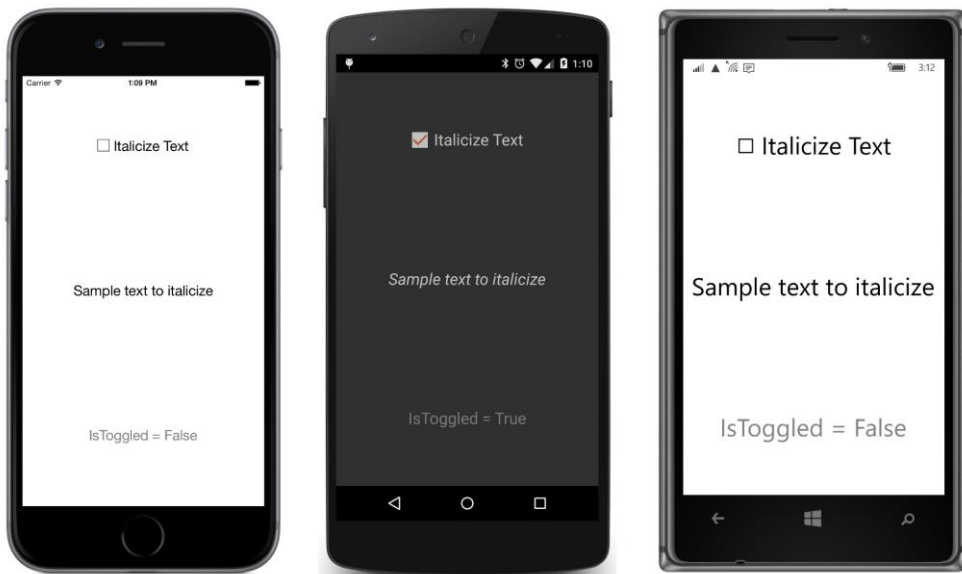 Carrier 1:09 PM
☐ Italicize Text
Sample text to italicize
IsToggled = False
1:10
☑ Italicize Text
Sample text to italicize
IsToggled = True
3:12
☐ Italicize Text
Sample text to italicize
IsToggled = False